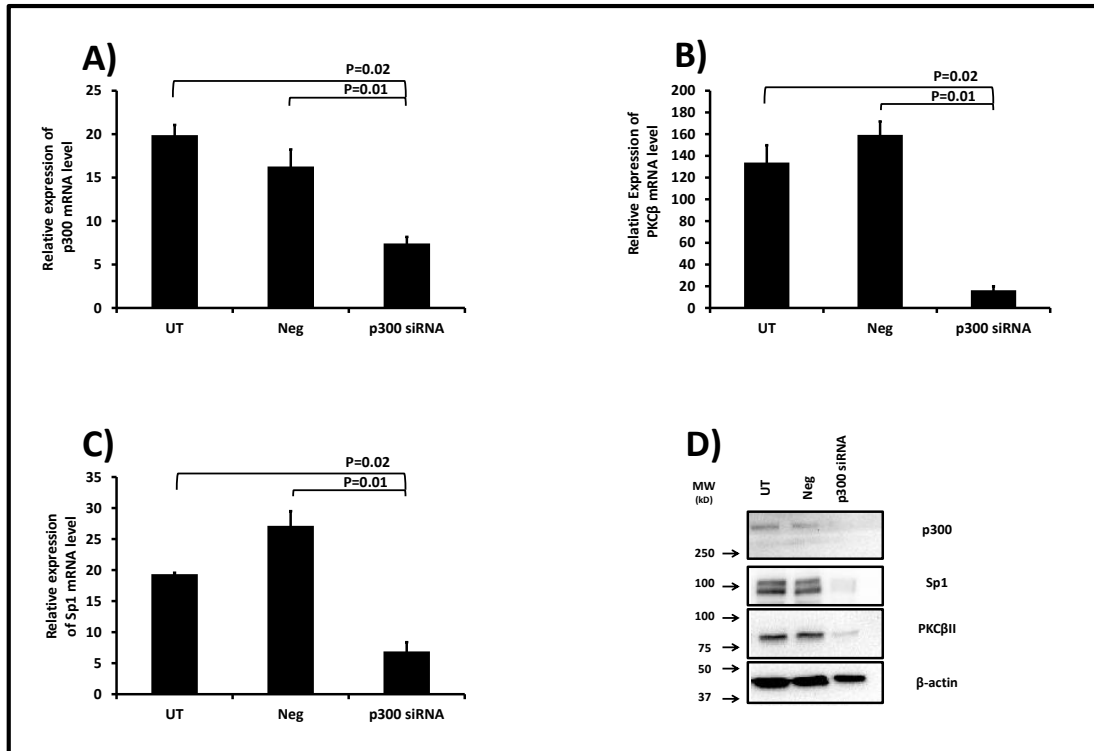 A)
P=0.02
P=0.01
Relative expression of
p300 mRNA level
25
20
15
10
5
0
UT Neg p300 siRNA
B)
P=0.02
P=0.01
Relative Expression of
PKCβ mRNA level
200
180
160
140
120
100
80
60
40
20
0
UT Neg p300 siRNA
C)
P=0.02
P=0.01
Relative expression
of Sp1 mRNA level
35
30
25
20
15
10
5
0
UT Neg p300 siRNA
D)
MW
(kD)
UT
Neg
p300 siRNA
p300
250
100
Sp1
100
PKCβII
75
50
β-actin
37